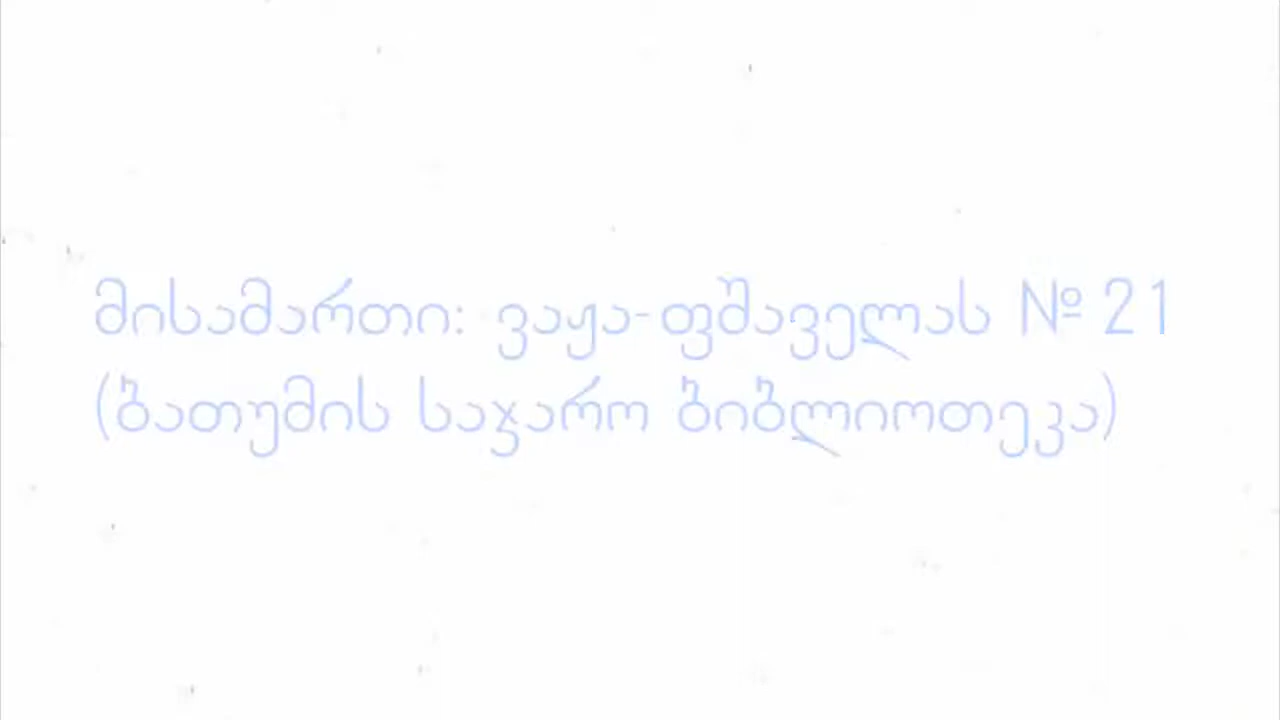 მისამართი: ვაჟა-ფშაველას № 21
(ბათუმის საჯარო ბიბლიოთეკა)